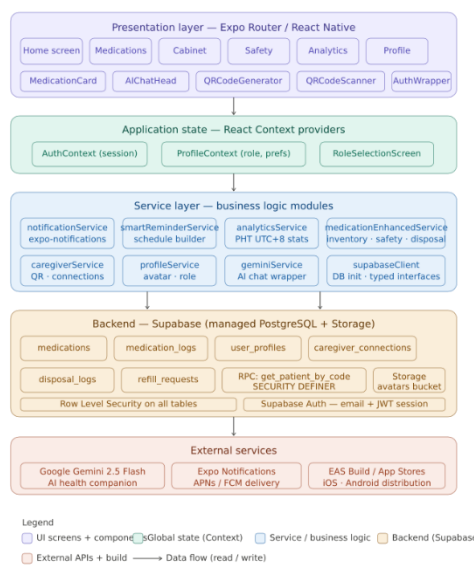 Presentation layer — Expo Router / React Native
Home screen Medications Cabinet Safety Analytics Profile
MedicationCard AIChatHead QRCodeGenerator QRCodeScanner AuthWrapper
Application state — React Context providers
AuthContext (session) ProfileContext (role, prefs) RoleSelectionScreen
Service layer — business logic modules
notificationService smartReminderService analyticsService medicationEnhancedService
expo-notifications schedule builder PHT UTC+8 stats inventory · safety · disposal
caregiverService profileService geminiService supabaseClient
QR · connections avatar · role AI chat wrapper DB init · typed interfaces
Backend — Supabase (managed PostgreSQL + Storage)
medications medication_logs user_profiles caregiver_connections
disposal_logs refill_requests RPC: get_patient_by_code Storage
SECURITY DEFINER avatars bucket
Row Level Security on all tables Supabase Auth — email + JWT session
External services
Google Gemini 2.5 Flash Expo Notifications EAS Build / App Stores
AI health companion APNs / FCM delivery iOS · Android distribution
Legend
UI screens + components Global state (Context) Service / business logic Backend (Supabas
External APIs + build Data flow (read / write)